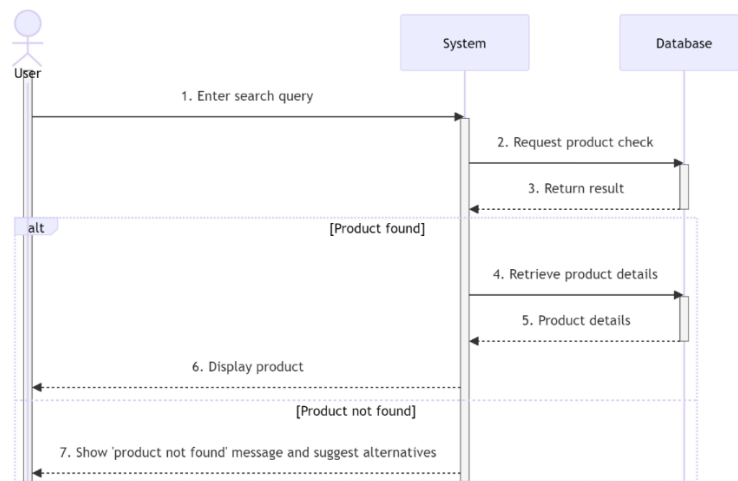 System
Database
User
1. Enter search query
2. Request product check
3. Return result
alt
[Product found]
4. Retrieve product details
5. Product details
6. Display product
[Product not found]
7. Show 'product not found' message and suggest alternatives